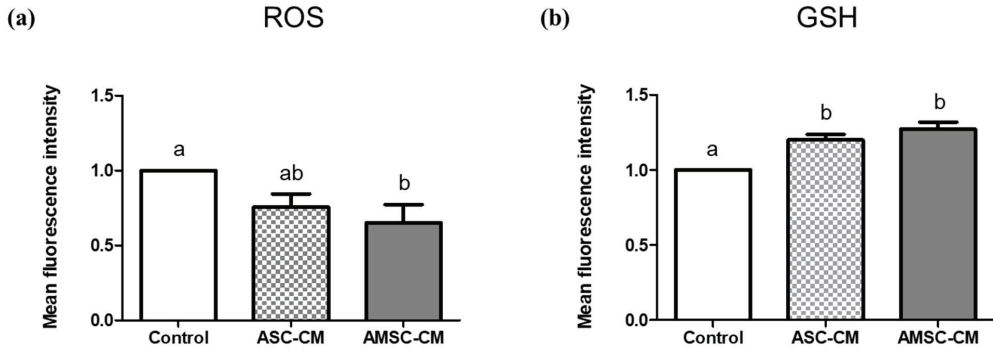 (a) ROS
Mean fluorescence intensity
1.5
1.0
0.5
0.0
a
ab
b
Control ASC-CM AMSC-CM
(b) GSH
Mean fluorescence intensity
1.5
1.0
0.5
0.0
a
b
b
Control ASC-CM AMSC-CM